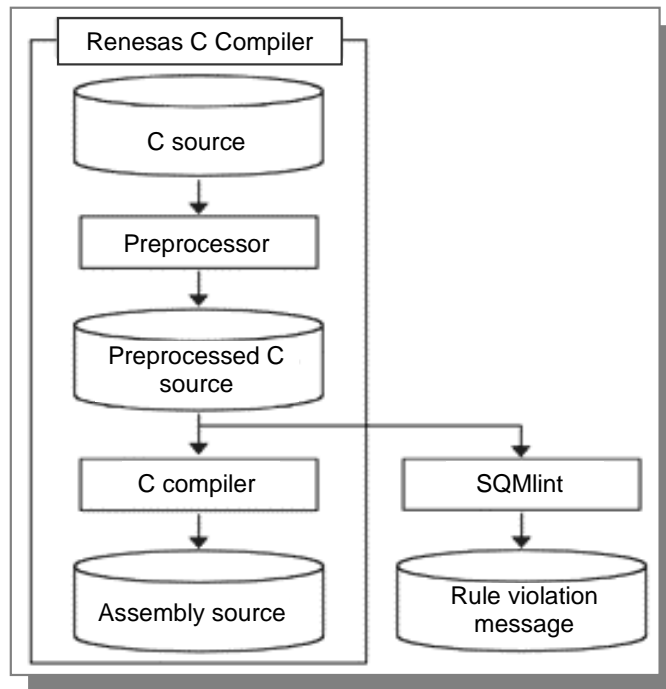 Renesas C Compiler
C source
Preprocessor
Preprocessed C
source
C compiler
SQMlint
Assembly source
Rule violation
message